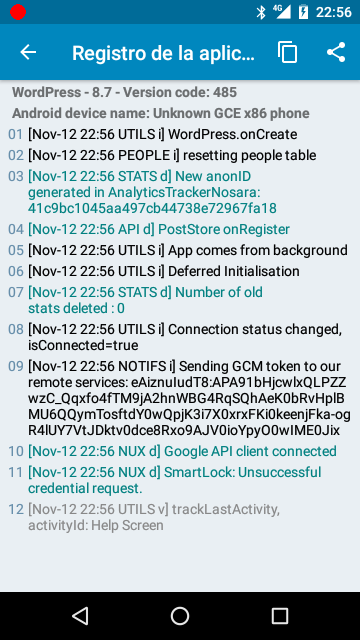 4G 22:56
Registro de la aplic...
WordPress - 8.7 - Version code: 485
Android device name: Unknown GCE x86 phone
01 [Nov-12 22:56 UTILS i] WordPress.onCreate
02 [Nov-12 22:56 PEOPLE i] resetting people table
03 [Nov-12 22:56 STATS d] New anonID
generated in AnalyticsTrackerNosara:
41c9bc1045aa497cb44738e72967fa18
04 [Nov-12 22:56 API d] PostStore onRegister
05 [Nov-12 22:56 UTILS i] App comes from background
06 [Nov-12 22:56 UTILS i] Deferred Initialisation
07 [Nov-12 22:56 STATS d] Number of old
stats deleted : 0
08 [Nov-12 22:56 UTILS i] Connection status changed,
isConnected=true
09 [Nov-12 22:56 NOTIFS i] Sending GCM token to our
remote services: eAiznuIudT8:APA91bHjcwlxQLPZZ
wzC_Qqxfo4fTM9jA2hnWBG4RqSQhAeK0bRvHplB
MU6QQymTosftdY0wQpjK3i7X0xrxFKi0keenjFka-og
R4lUY7VtJDktv0dce8Rxo9AJV0ioYpyO0wIME0Jix
10 [Nov-12 22:56 NUX d] Google API client connected
11 [Nov-12 22:56 NUX d] SmartLock: Unsuccessful
credential request.
12 [Nov-12 22:56 UTILS v] trackLastActivity,
activityId: Help Screen